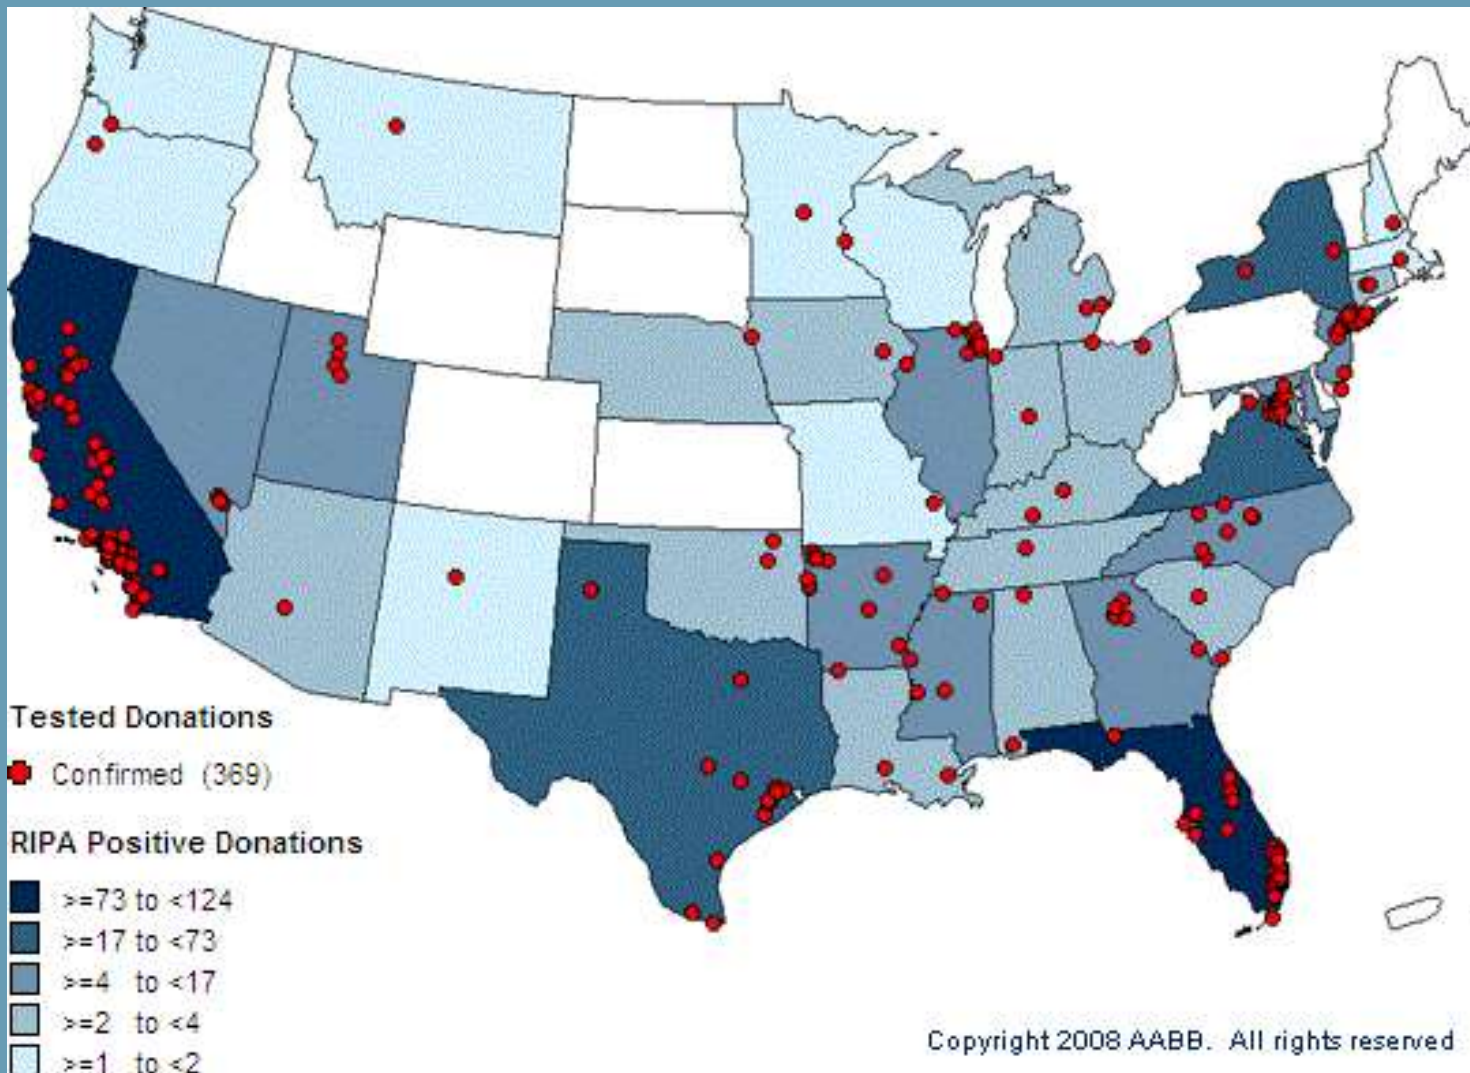 Tested Donations
Confirmed (369)
RIPA Positive Donations
>=73 to <124
>=17 to <73
>=4 to <17
>=2 to <4
>=1 to <2
Copyright 2008 AABB. All rights reserved